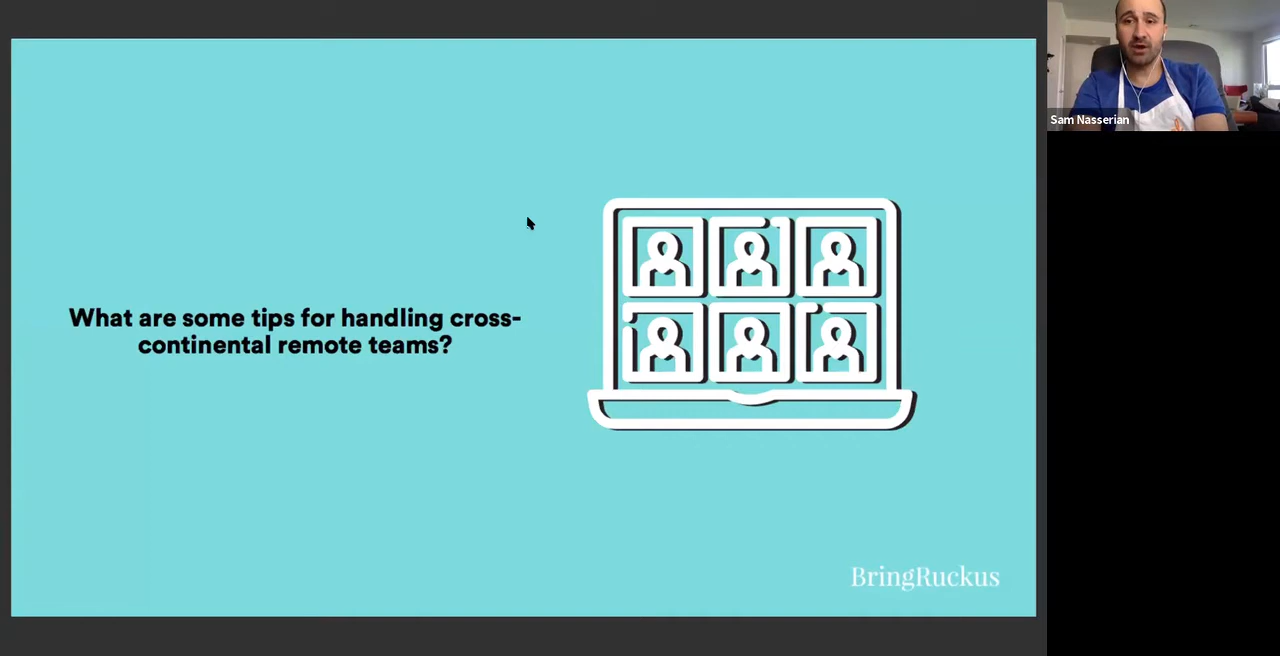 What are some tips for handling cross-
continental remote teams?
BringRuckus
Sam Nasserian